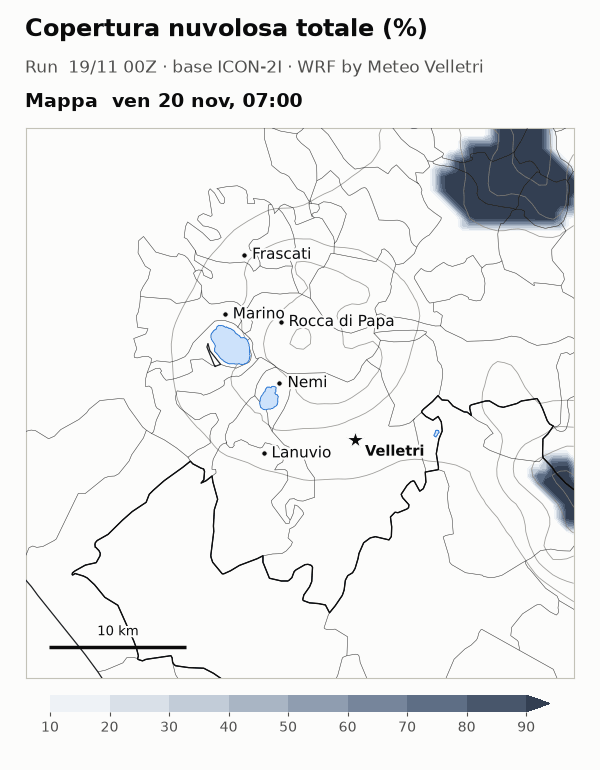 Copertura nuvolosa totale (%)
Run  19/11 00Z · base ICON-2I · WRF by Meteo Velletri
Mappa  ven 20 nov, 07:00
Frascati
Marino
Rocca di Papa
Nemi
Velletri
Lanuvio
10 km
10 20 30 40 50 60 70 80 90